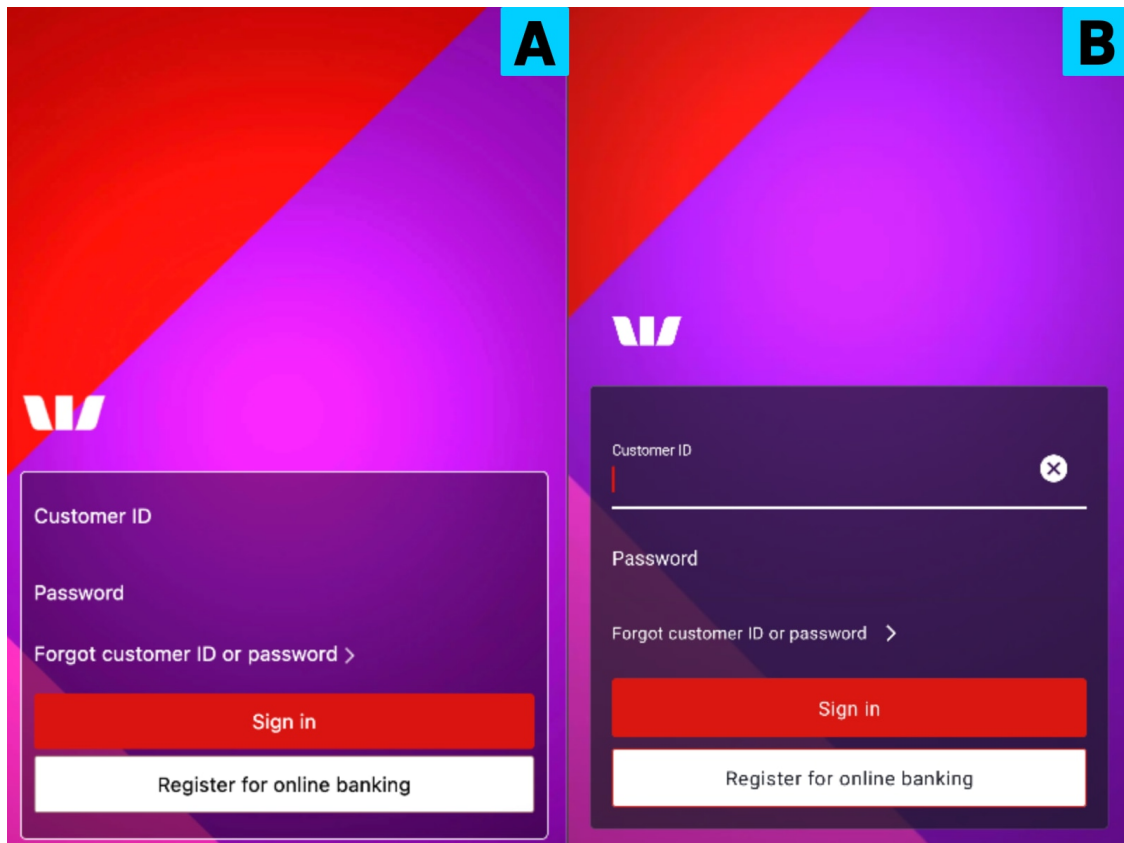 A
Customer ID
Password
Forgot customer ID or password
Sign in
Register for online banking
B
Customer ID
Password
Forgot customer ID or password
Sign in
Register for online banking